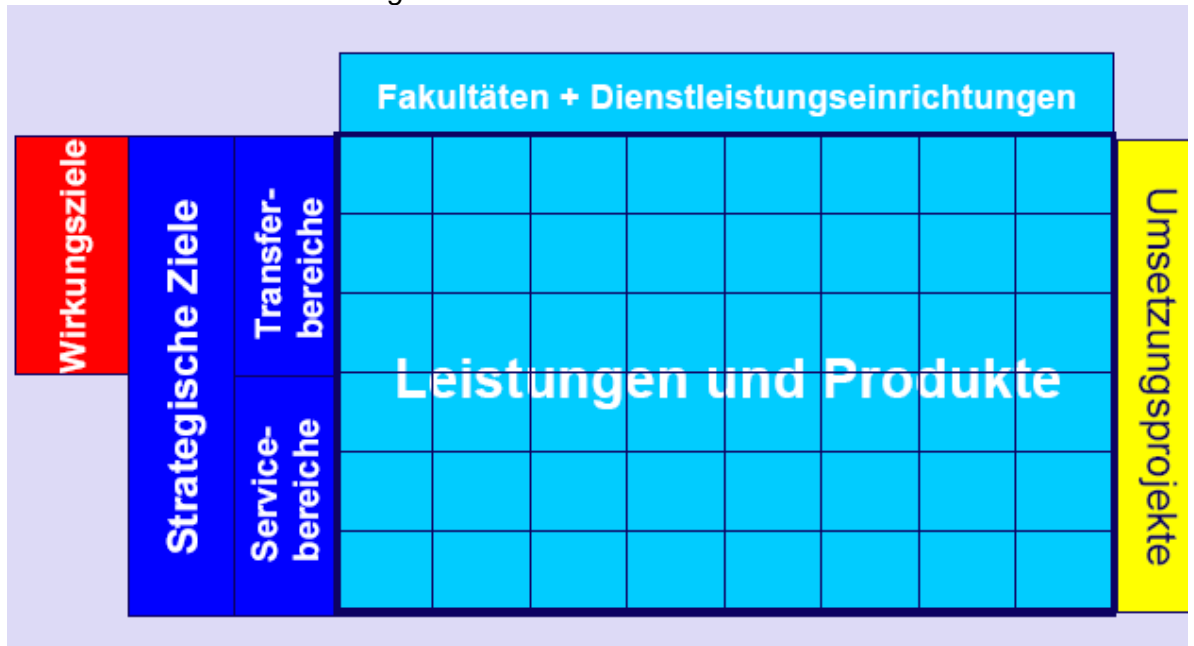 Fakultäten + Dienstleistungseinrichtungen
Wirkungsziele
Strategische Ziele
Transfer-
bereiche
Service-
bereiche
Leistungen und Produkte
Umsetzungsprojekte